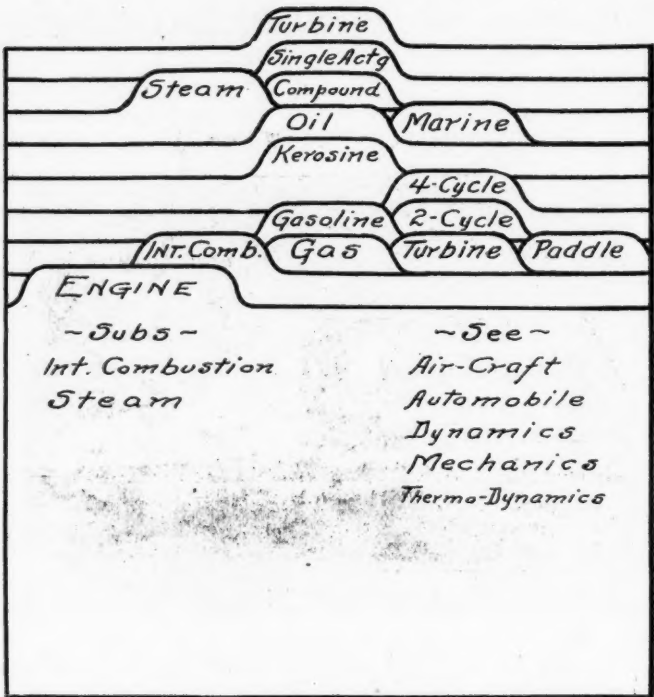 Turbine
Single Actg
Steam Compound
Oil Marine
Kerosine
4-Cycle
Gasoline 2-Cycle
INT. Comb. Gas Turbine Paddle
ENGINE
~Subs~ ~See~
Int. Combustion Air-Craft
Steam Automobile
Dynamics
Mechanics
Thermo-Dynamics